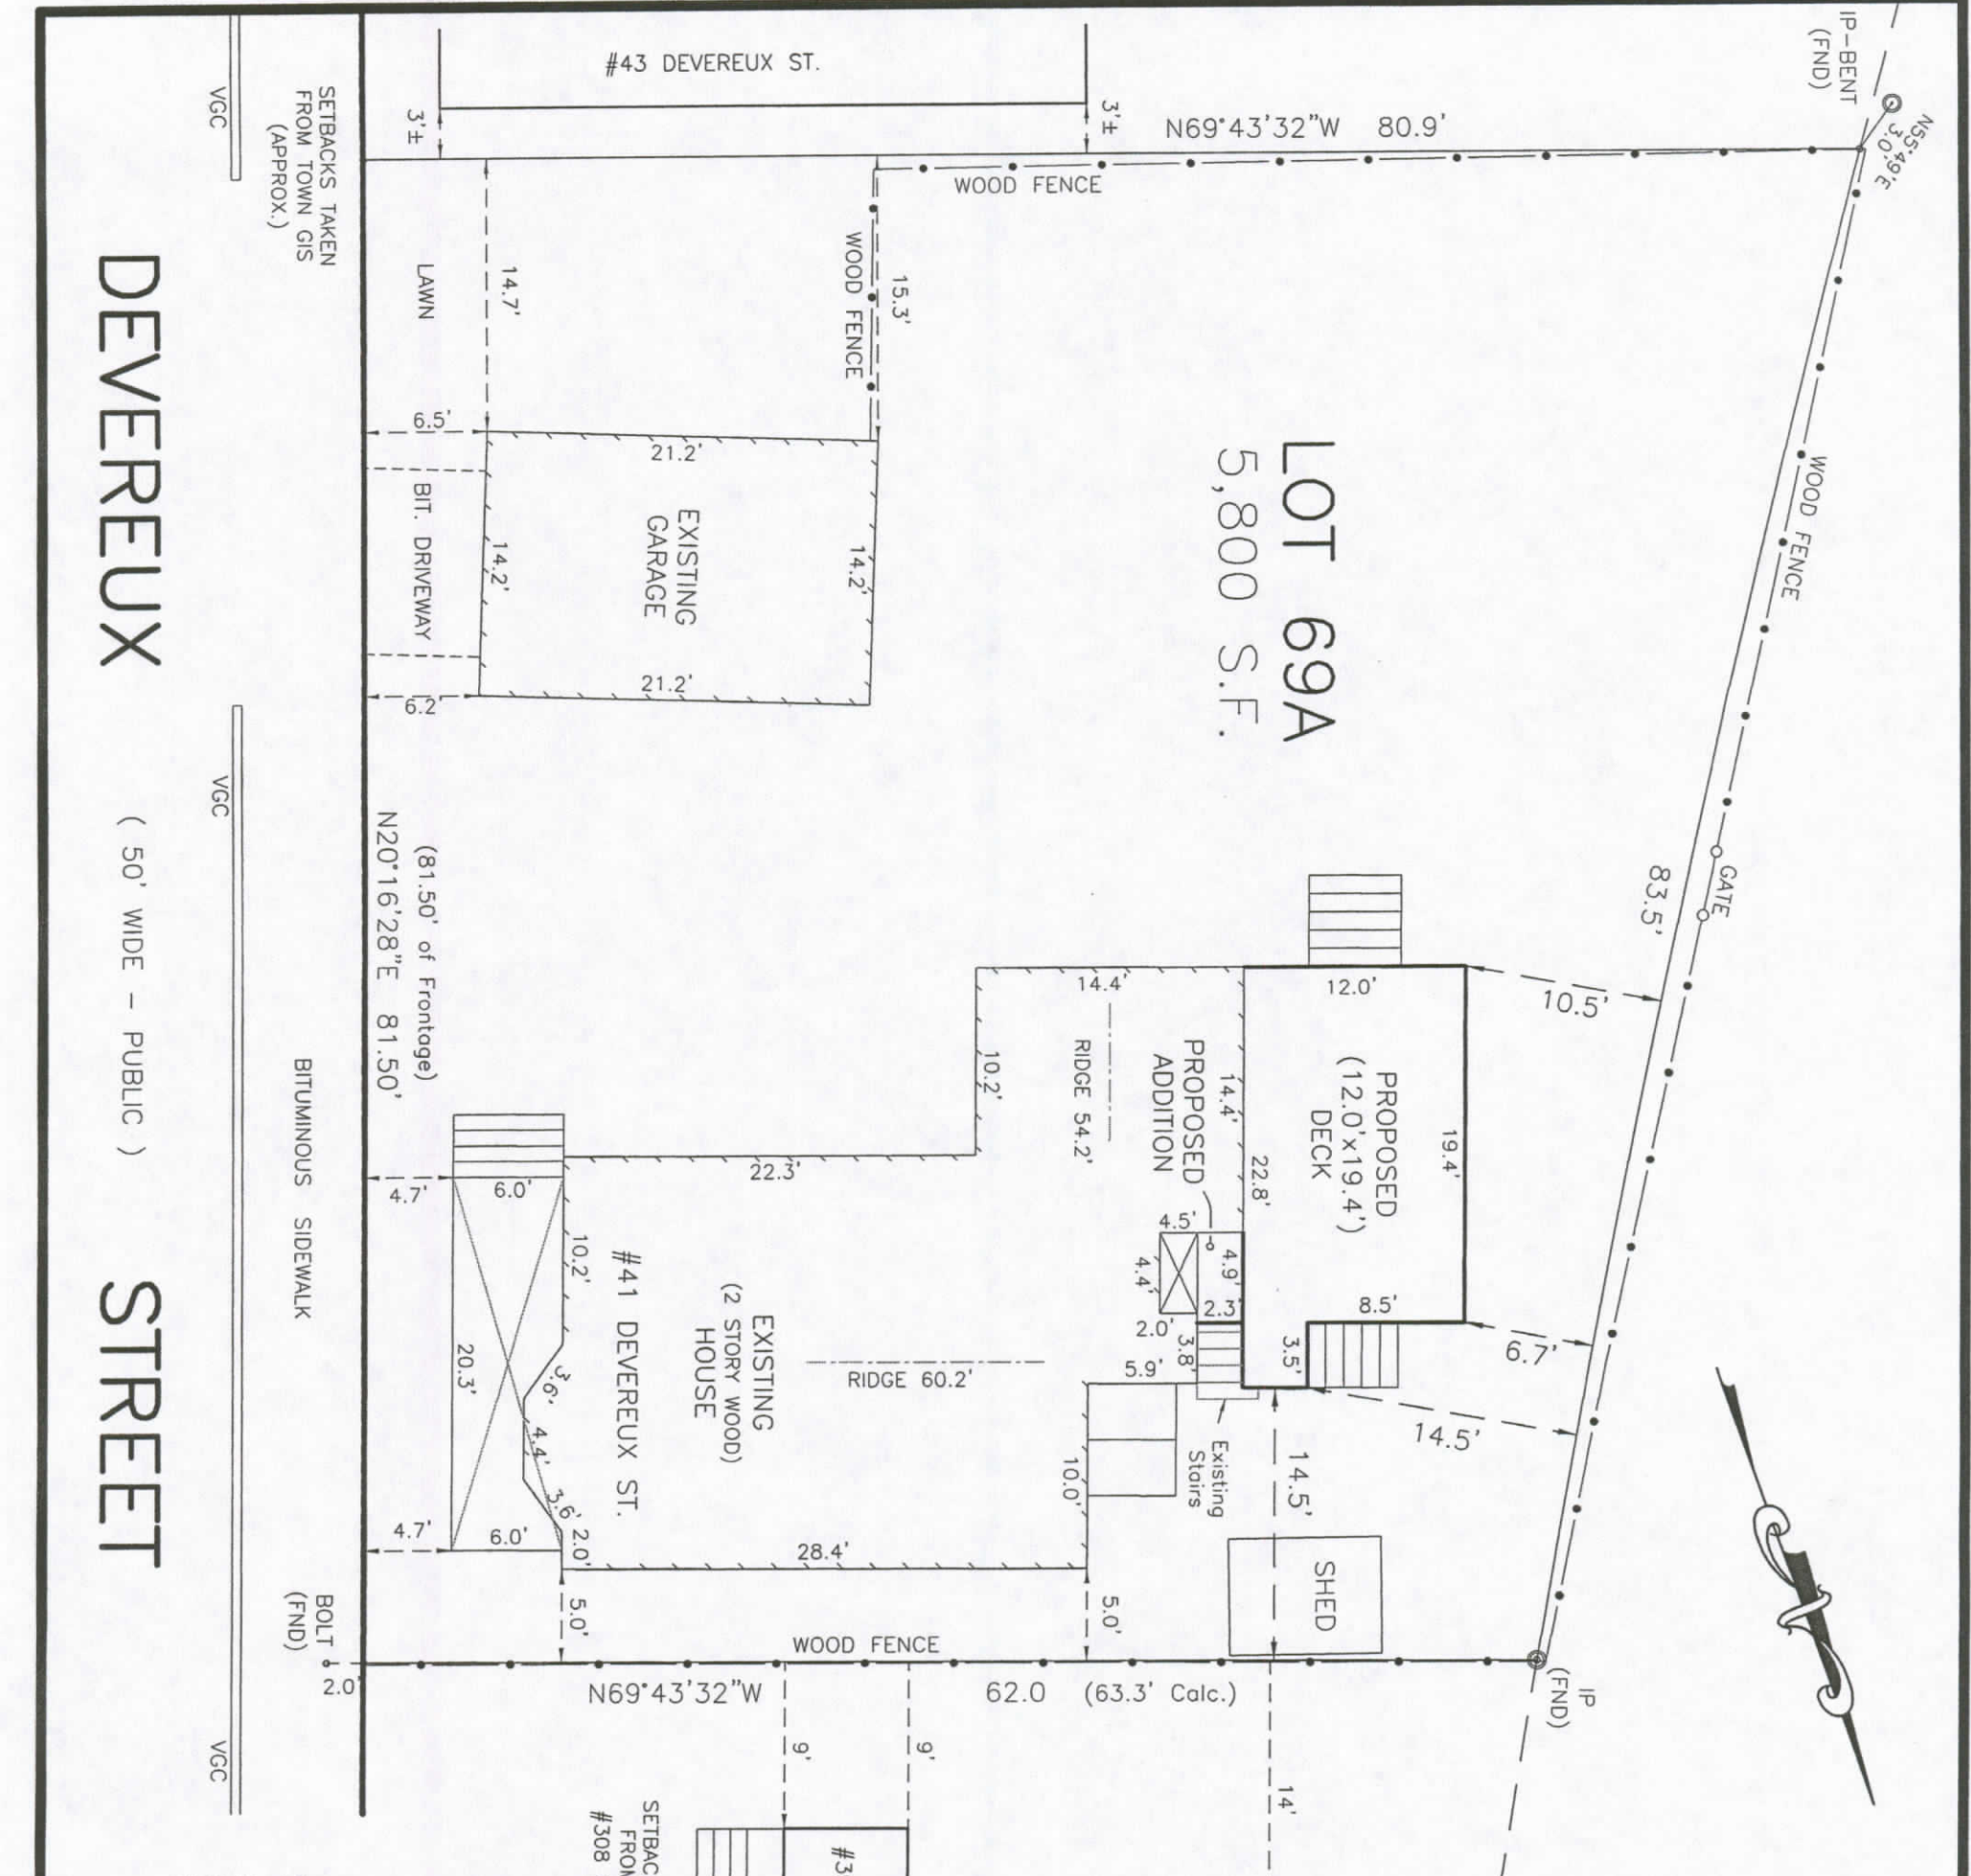 #43 DEVEREUX ST.
IP-BENT
(FND)
N55°49'E
3.0'
VGC
SETBACKS TAKEN
FROM TOWN GIS
(APPROX.)
3'±
3'±
N69°43'32"W 80.9'
WOOD FENCE
LAWN
14.7'
WOOD FENCE
15.3'
6.5'
21.2'
BIT. DRIVEWAY
14.2'
EXISTING
GARAGE
14.2'
21.2'
6.2'
LOT 69A
5,800 S.F.
WOOD FENCE
GATE
83.5'
DEVEREUX STREET
( 50' WIDE - PUBLIC )
VGC
(81.50' of Frontage)
N20°16'28"E 81.50'
BITUMINOUS SIDEWALK
14.4'
12.0'
10.5'
10.2'
RIDGE 54.2'
PROPOSED
ADDITION
14.4'
22.8'
PROPOSED
(12.0'x19.4')
DECK
19.4'
22.3'
4.7'
6.0'
10.2'
#41 DEVEREUX ST.
EXISTING
(2 STORY WOOD)
HOUSE
RIDGE 60.2'
4.5'
4.4'
4.9'
2.3'
2.0'
3.8'
5.9'
3.5'
8.5'
6.7'
14.5'
20.3'
3.6'
4.4'
3.6'
2.0'
10.0'
Existing
Stairs
14.5'
SHED
4.7'
6.0'
28.4'
5.0'
5.0'
BOLT
(FND)
2.0'
WOOD FENCE
N69°43'32"W 62.0 (63.3' Calc.)
IP
(FND)
VGC
9'
9'
14'
SETBAC
FROM
#308
#3